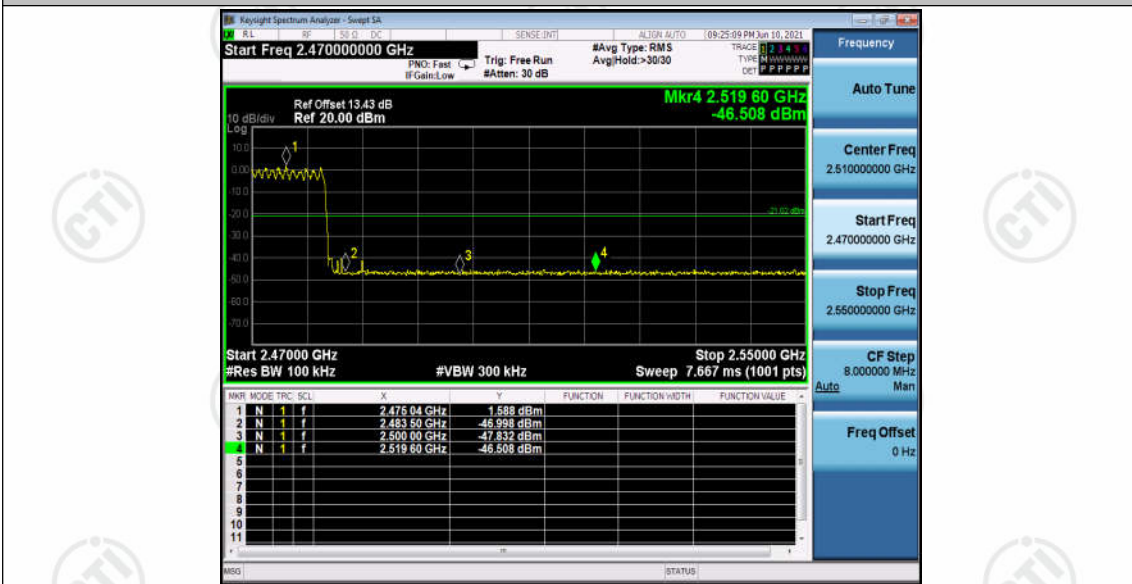 Keysight Spectrum Analyzer - Swept SA
RL RF 50 Ω DC SENSE:INT ALIGN AUTO 09:25:09 PM Jun 10, 2021
Start Freq 2.470000000 GHz
PNO: Fast
IFGain:Low
Trig: Free Run
#Atten: 30 dB
#Avg Type: RMS
Avg|Hold:>30/30
TRACE 1 2 3 4 5 6
TYPE M
DET P P P P P P
Mkr4 2.519 60 GHz
-46.508 dBm
Ref Offset 13.43 dB
10 dB/div Ref 20.00 dBm
Log
10.0
0.00
-10.0
-20.0
-30.0
-40.0
-50.0
-60.0
-70.0
1
2
3
4
-21.02 dBm
Start 2.47000 GHz Stop 2.55000 GHz
#Res BW 100 kHz #VBW 300 kHz Sweep 7.667 ms (1001 pts)
MKR MODE TRC SCL X Y FUNCTION FUNCTION WIDTH FUNCTION VALUE
1 N 1 f 2.475 04 GHz 1.588 dBm
2 N 1 f 2.483 50 GHz -46.998 dBm
3 N 1 f 2.500 00 GHz -47.832 dBm
4 N 1 f 2.519 60 GHz -46.508 dBm
5
6
7
8
9
10
11
MSG STATUS
Frequency
Auto Tune
Center Freq
2.510000000 GHz
Start Freq
2.470000000 GHz
Stop Freq
2.550000000 GHz
CF Step
8.000000 MHz
Auto Man
Freq Offset
0 Hz
CTI
CTI
CTI
CTI